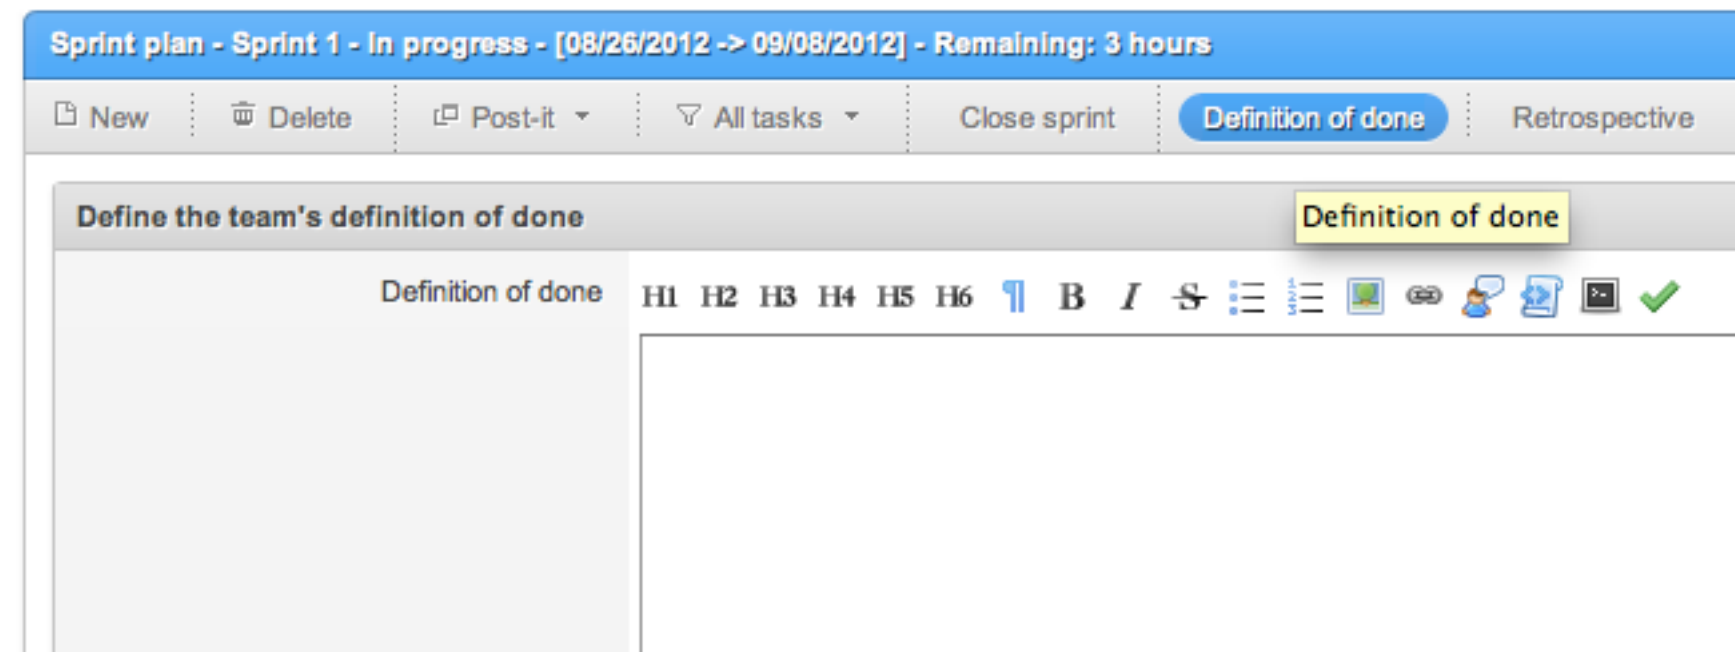 Sprint plan - Sprint 1 - In progress - [08/26/2012 -> 09/08/2012] - Remaining: 3 hours
New Delete Post-it All tasks Close sprint Definition of done Retrospective
Define the team's definition of done
Definition of done
Definition of done H1 H2 H3 H4 H5 H6 ¶ B I S